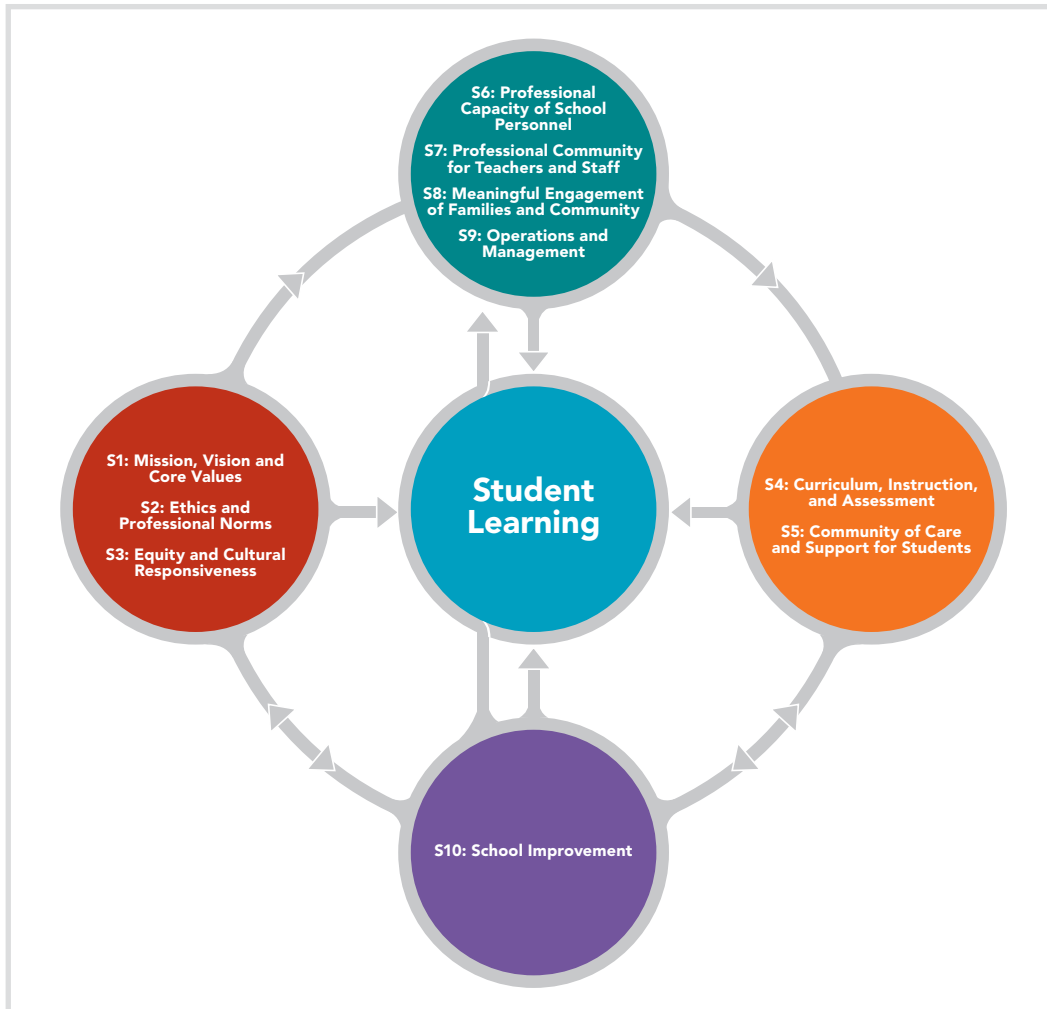 S6: Professional
Capacity of School
Personnel
S7: Professional Community
for Teachers and Staff
S8: Meaningful Engagement
of Families and Community
S9: Operations and
Management
S1: Mission, Vision and
Core Values
S2: Ethics and
Professional Norms
S3: Equity and Cultural
Responsiveness
Student
Learning
S4: Curriculum, Instruction,
and Assessment
S5: Community of Care
and Support for Students
S10: School Improvement